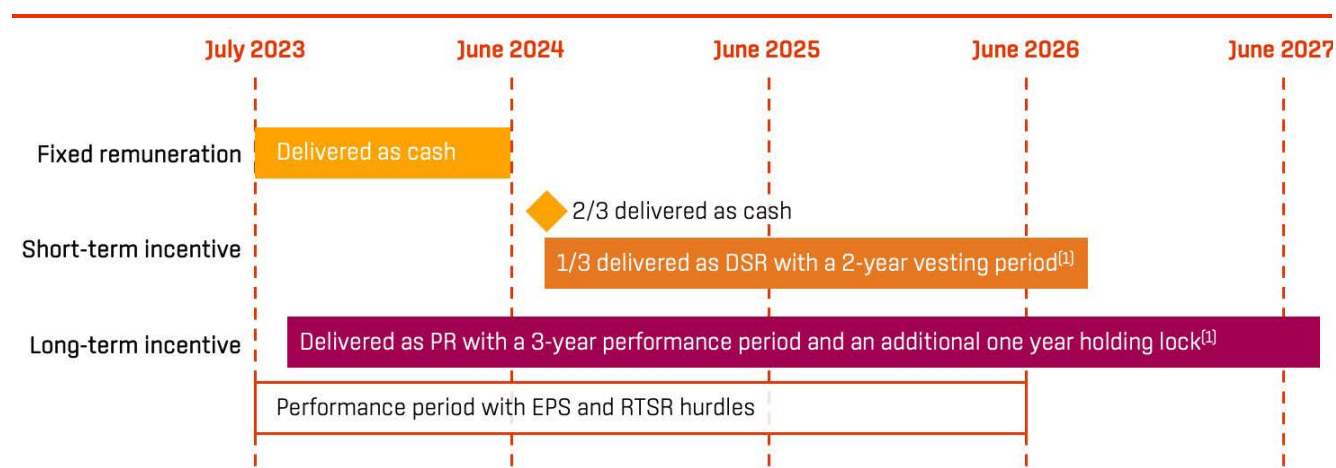 July 2023 June 2024 June 2025 June 2026 June 2027
Fixed remuneration Delivered as cash
2/3 delivered as cash
Short-term incentive 1/3 delivered as DSR with a 2-year vesting period(1)
Long-term incentive Delivered as PR with a 3-year performance period and an additional one year holding lock(1)
Performance period with EPS and RTSR hurdles